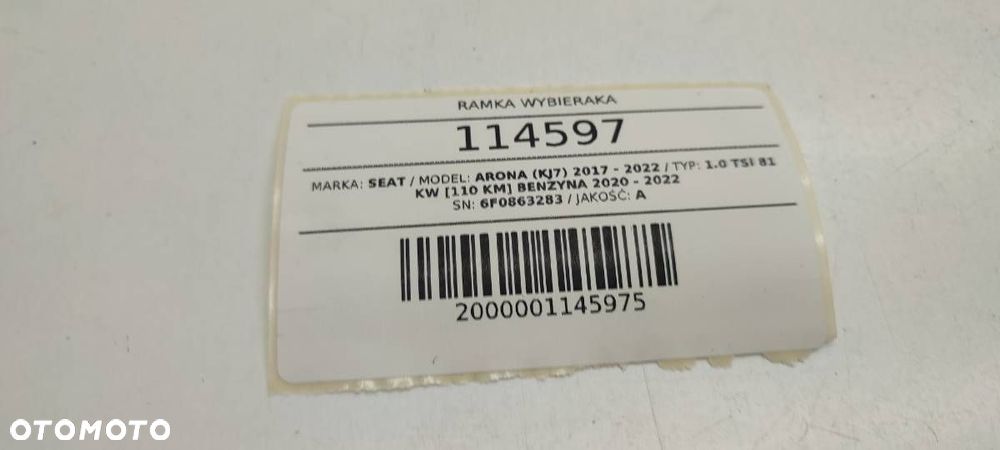 RAMKA WYBIERAKA
114597
MARKA: SEAT / MODEL: ARONA (KJ7) 2017 - 2022 / TYP: 1.0 TSI 81
KW [110 KM] BENZYNA 2020 - 2022
SN: 6F0863283 / JAKOŚĆ: A
2000001145975
OTOMOTO